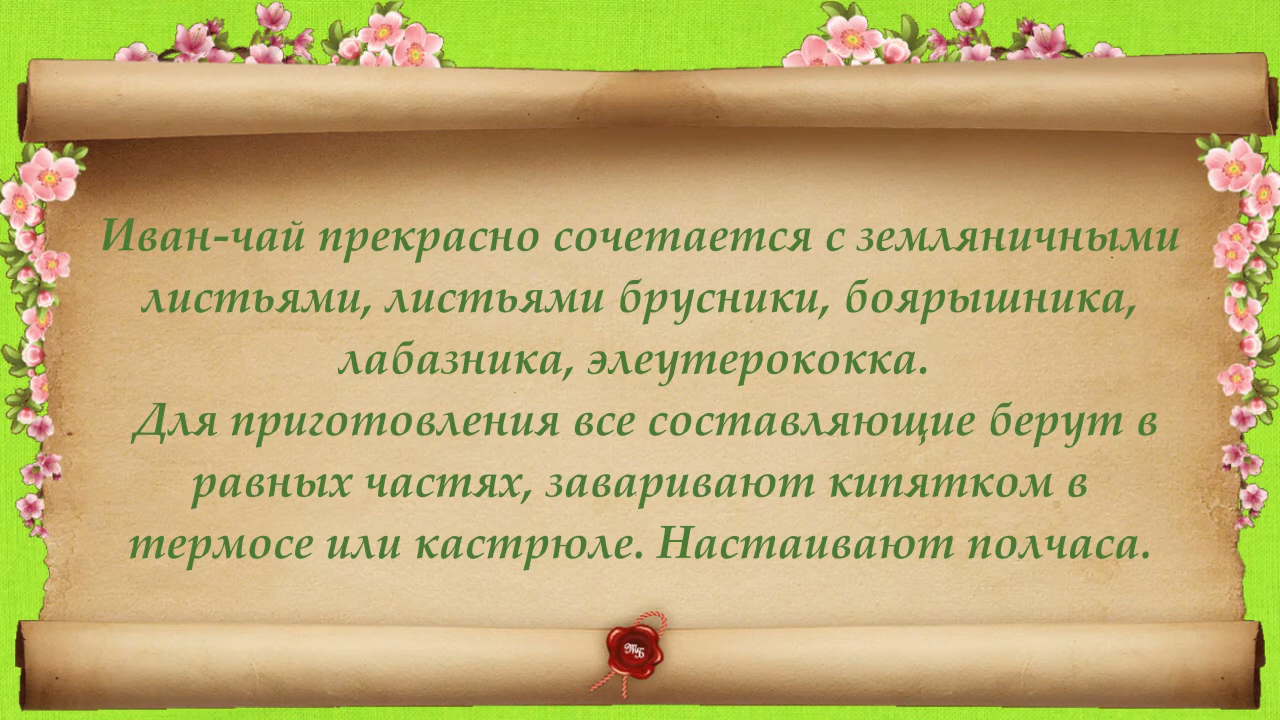 Иван-чай прекрасно сочетается с земляничными
листьями, листьями брусники, боярышника,
лабазника, элеутерококка.
Для приготовления все составляющие берут в
равных частях, заваривают кипятком в
термосе или кастрюле. Настаивают полчаса.
ТБ